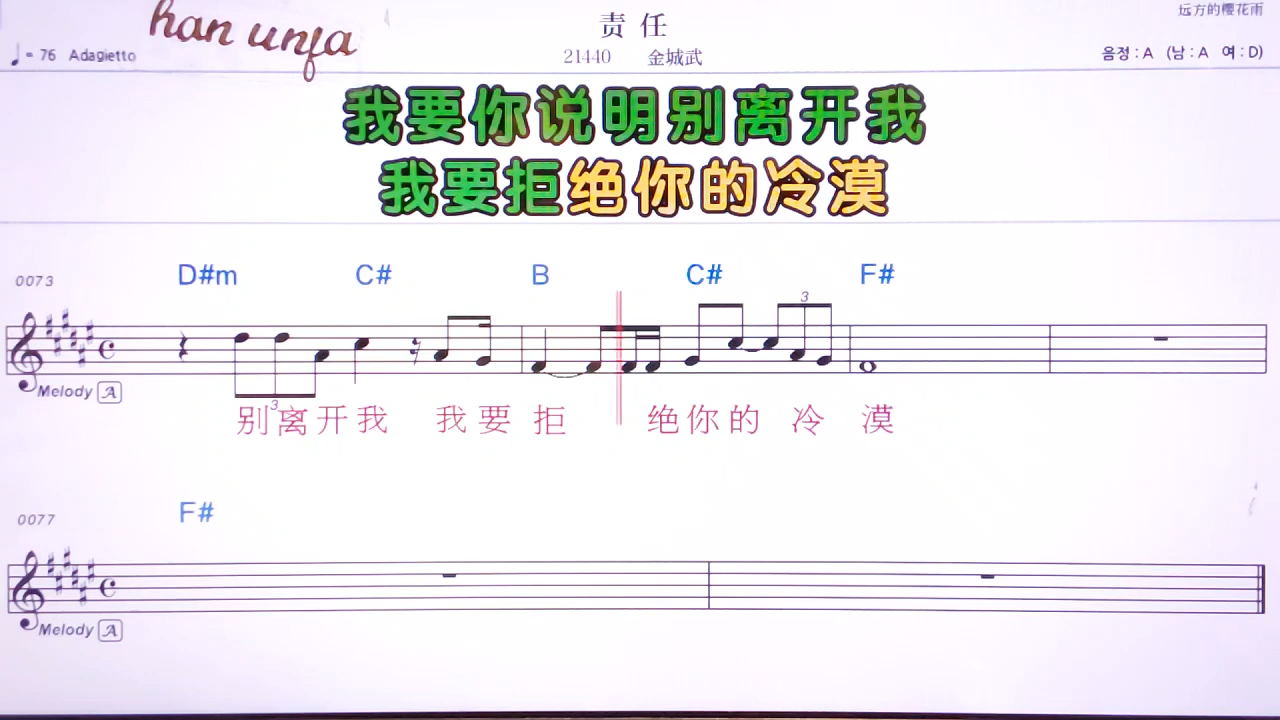 han unja
责任
远方的樱花雨
♩= 76 Adagietto
21440 金城武
음정 : A (남 : A 여 : D)
我要你说明别离开我
我要拒绝你的冷漠
0073 D#m C# B C# F#
3
3
Melody A
别离开我 我要拒 绝你的 冷 漠
0077 F#
Melody A